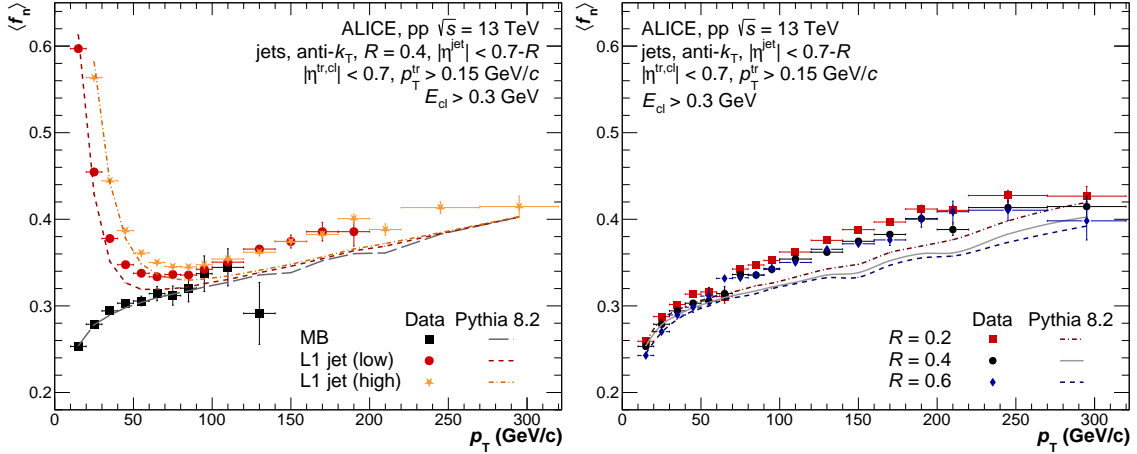 ⟨f_n⟩
ALICE, pp √s = 13 TeV
jets, anti-k_T, R = 0.4, |η^jet| < 0.7-R
|η^tr,cl| < 0.7, p_T^tr > 0.15 GeV/c
E_cl > 0.3 GeV
0.6
0.5
0.4
0.3
0.2
Data Pythia 8.2
MB
L1 jet (low)
L1 jet (high)
0 50 100 150 200 250 300
p_T (GeV/c)
⟨f_n⟩
ALICE, pp √s = 13 TeV
jets, anti-k_T, |η^jet| < 0.7-R
|η^tr,cl| < 0.7, p_T^tr > 0.15 GeV/c
E_cl > 0.3 GeV
0.6
0.5
0.4
0.3
0.2
Data Pythia 8.2
R = 0.2
R = 0.4
R = 0.6
0 50 100 150 200 250 300
p_T (GeV/c)